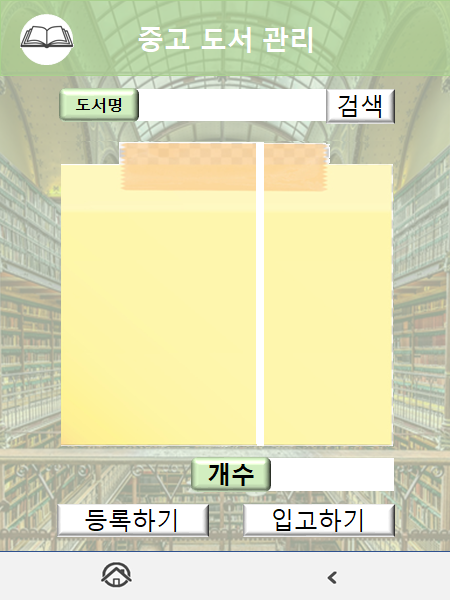 중고 도서 관리
도서명
검색
개수
등록하기
입고하기